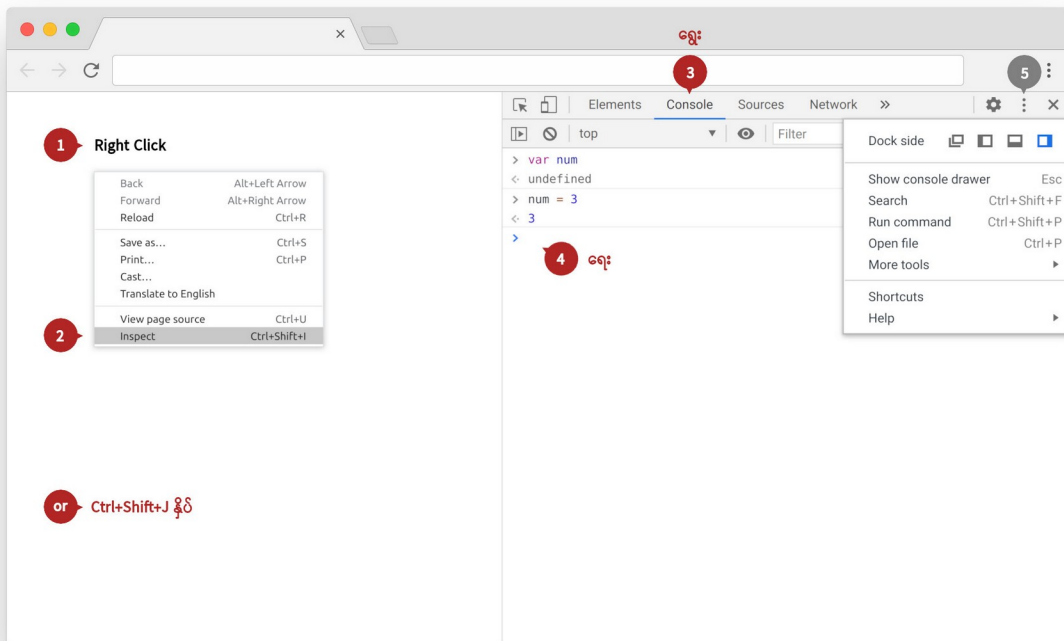 ရွေး
3
5
Elements Console Sources Network »
top Filter
1 Right Click
Back Alt+Left Arrow
Forward Alt+Right Arrow
Reload Ctrl+R
Save as... Ctrl+S
Print... Ctrl+P
Cast...
Translate to English
View page source Ctrl+U
2 Inspect Ctrl+Shift+I
or Ctrl+Shift+J နှိပ်
> var num
<· undefined
> num = 3
<· 3
>
4 ရေး
Dock side
Show console drawer Esc
Search Ctrl+Shift+F
Run command Ctrl+Shift+P
Open file Ctrl+P
More tools
Shortcuts
Help